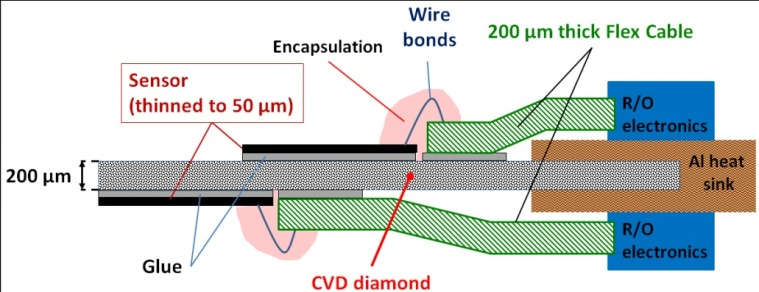 Wire
bonds
Encapsulation
200 µm thick Flex Cable
Sensor
(thinned to 50 µm)
R/O
electronics
Al heat
sink
200 µm
R/O
electronics
Glue
CVD diamond